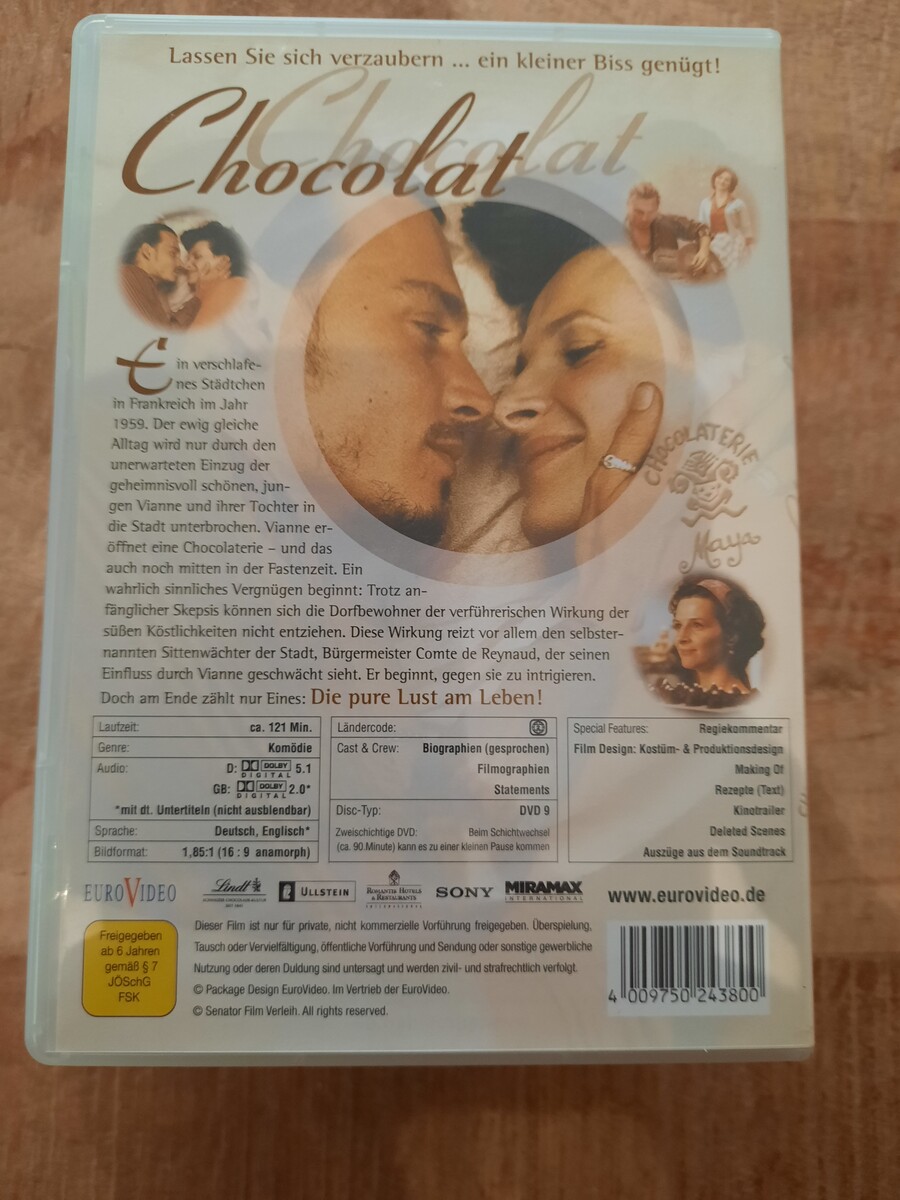 Lassen Sie sich verzaubern ... ein kleiner Biss genügt!
Chocolat
Chocolat
CHOCOLATERIE
Maya
Ein verschlafe-
nes Städtchen
in Frankreich im Jahr
1959. Der ewig gleiche
Alltag wird nur durch den
unerwarteten Einzug der
geheimnisvoll schönen, jun-
gen Vianne und ihrer Tochter in
die Stadt unterbrochen. Vianne er-
öffnet eine Chocolaterie – und das
auch noch mitten in der Fastenzeit. Ein
wahrlich sinnliches Vergnügen beginnt: Trotz an-
fänglicher Skepsis können sich die Dorfbewohner der verführerischen Wirkung der
süßen Köstlichkeiten nicht entziehen. Diese Wirkung reizt vor allem den selbster-
nannten Sittenwächter der Stadt, Bürgermeister Comte de Reynaud, der seinen
Einfluss durch Vianne geschwächt sieht. Er beginnt, gegen sie zu intrigieren.
Doch am Ende zählt nur Eines: Die pure Lust am Leben!
Laufzeit: ca. 121 Min.
Genre: Komödie
Audio: D: DOLBY DIGITAL 5.1
GB: DOLBY DIGITAL 2.0*
*mit dt. Untertiteln (nicht ausblendbar)
Sprache: Deutsch, Englisch*
Bildformat: 1,85:1 (16 : 9 anamorph)
Ländercode:
Cast & Crew: Biographien (gesprochen)
Filmographien
Statements
Disc-Typ: DVD 9
Zweischichtige DVD: Beim Schichtwechsel
(ca. 90.Minute) kann es zu einer kleinen Pause kommen
Special Features: Regiekommentar
Film Design: Kostüm- & Produktionsdesign
Making Of
Rezepte (Text)
Kinotrailer
Deleted Scenes
Auszüge aus dem Soundtrack
EUROVIDEO
Lindt
ULLSTEIN
ROMANTIK HOTELS
& RESTAURANTS
INTERNATIONAL
SONY
MIRAMAX
INTERNATIONAL
www.eurovideo.de
Freigegeben
ab 6 Jahren
gemäß § 7
JÖSchG
FSK
Dieser Film ist nur für private, nicht kommerzielle Vorführung freigegeben. Überspielung,
Tausch oder Vervielfältigung, öffentliche Vorführung und Sendung oder sonstige gewerbliche
Nutzung oder deren Duldung sind untersagt und werden zivil- und strafrechtlich verfolgt.
© Package Design EuroVideo. Im Vertrieb der EuroVideo.
© Senator Film Verleih. All rights reserved.
4 009750 243800